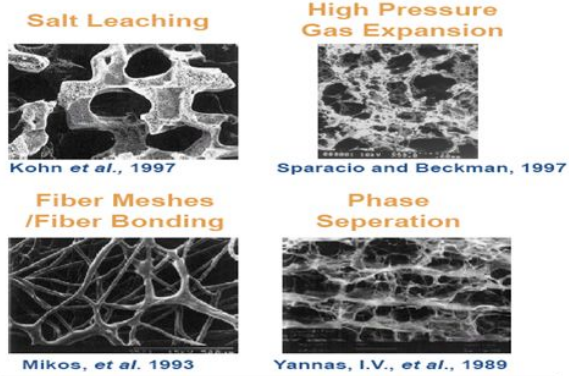 Salt Leaching
High Pressure
Gas Expansion
Kohn et al., 1997
Sparacio and Beckman, 1997
Fiber Meshes
/Fiber Bonding
Phase
Seperation
Mikos, et al. 1993
Yannas, I.V., et al., 1989